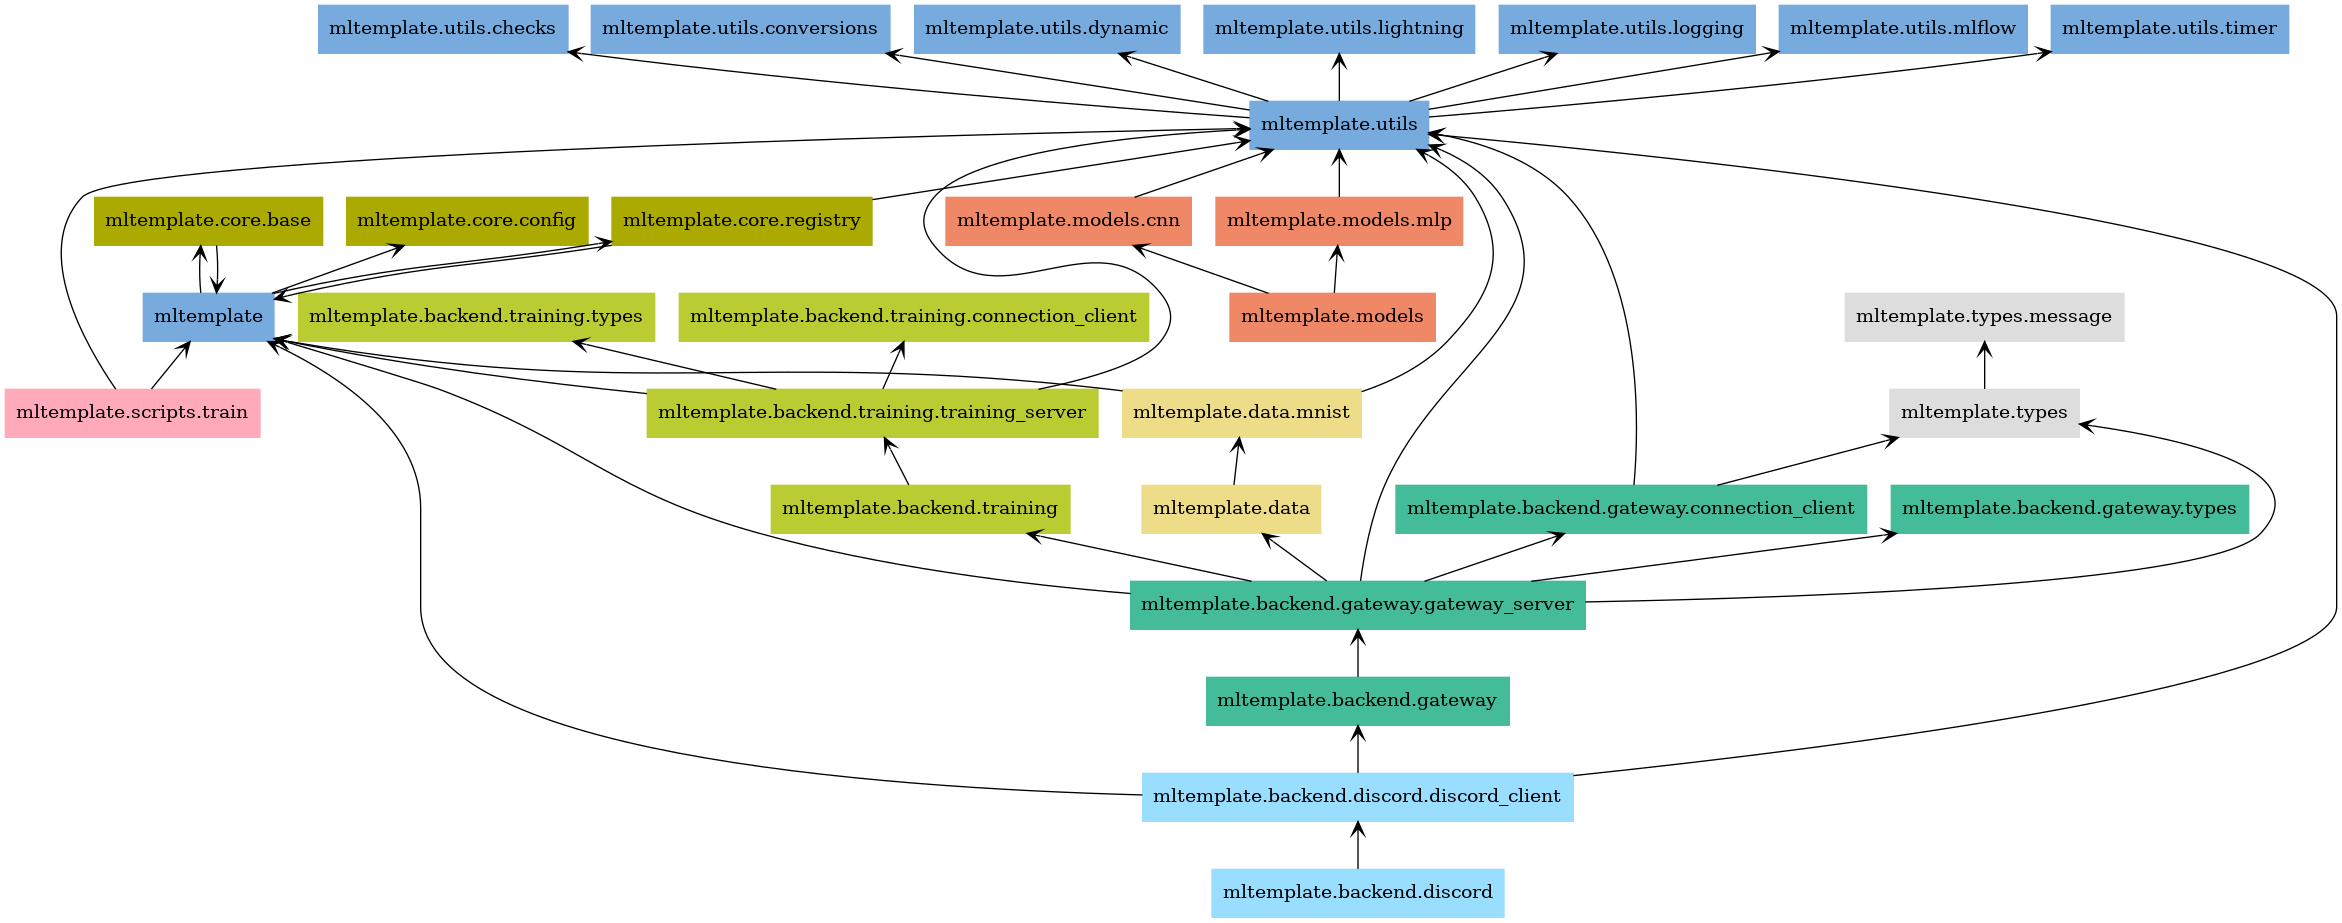 mltemplate.utils.checks
mltemplate.utils.conversions
mltemplate.utils.dynamic
mltemplate.utils.lightning
mltemplate.utils.logging
mltemplate.utils.mlflow
mltemplate.utils.timer
mltemplate.utils
mltemplate.core.base
mltemplate.core.config
mltemplate.core.registry
mltemplate.models.cnn
mltemplate.models.mlp
mltemplate
mltemplate.backend.training.types
mltemplate.backend.training.connection_client
mltemplate.models
mltemplate.types.message
mltemplate.scripts.train
mltemplate.backend.training.training_server
mltemplate.data.mnist
mltemplate.types
mltemplate.backend.training
mltemplate.data
mltemplate.backend.gateway.connection_client
mltemplate.backend.gateway.types
mltemplate.backend.gateway.gateway_server
mltemplate.backend.gateway
mltemplate.backend.discord.discord_client
mltemplate.backend.discord